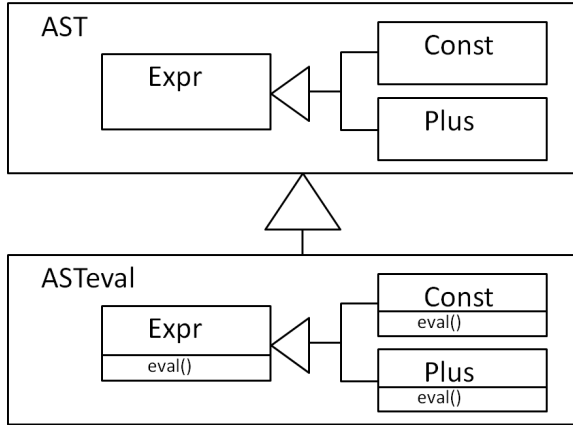 AST
Expr
Const
Plus
ASTeval
Expr
eval()
Const
eval()
Plus
eval()